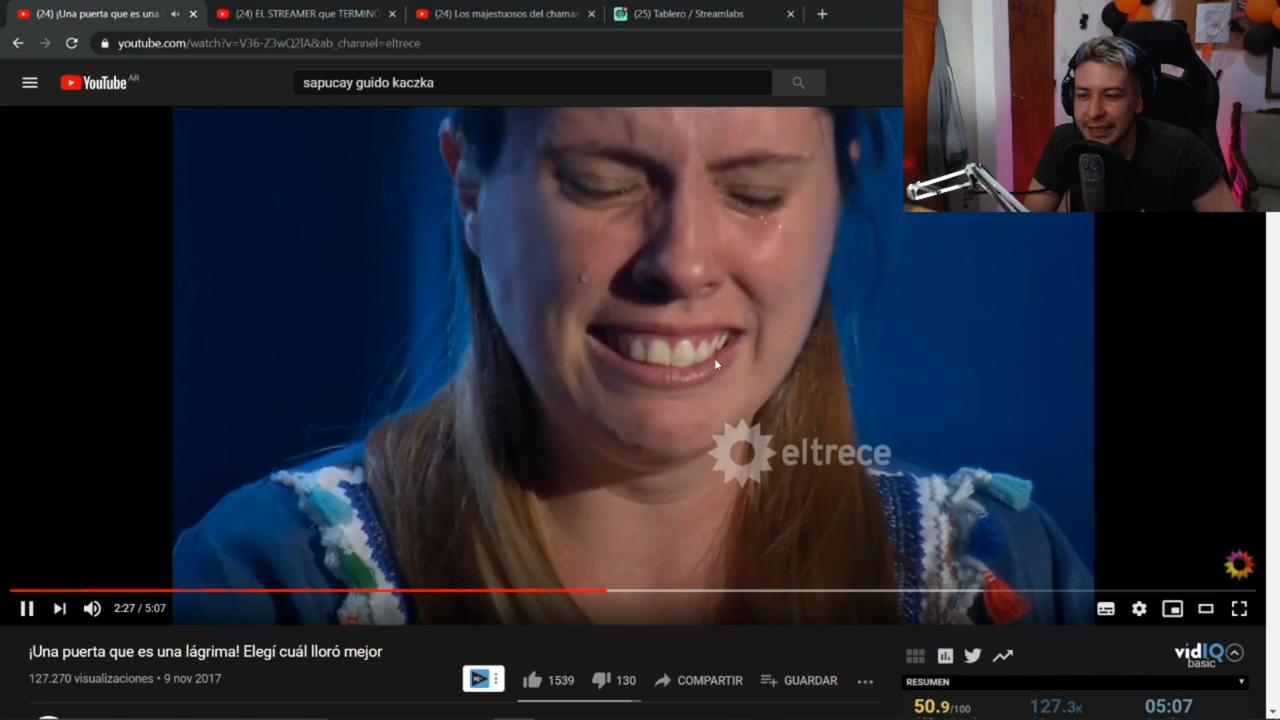 (24) ¡Una puerta que es una
(24) EL STREAMER que TERMINÓ
(24) Los majestuosos del chamam
(25) Tablero / Streamlabs
youtube.com/watch?v=V36-Z3wQ2lA&ab_channel=eltrece
YouTube AR
sapucay guido kaczka
eltrece
2:27 / 5:07
¡Una puerta que es una lágrima! Elegí cuál lloró mejor
127.270 visualizaciones • 9 nov 2017
1539
130
COMPARTIR
GUARDAR
vidIQ
basic
RESUMEN
50.9/100
127.3K
05:07